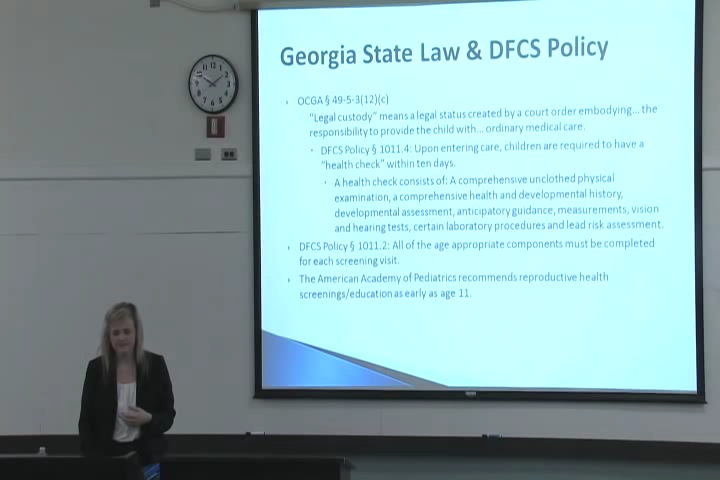 Georgia State Law & DFCS Policy
OCGA § 49-5-3(12)(c)
"Legal custody" means a legal status created by a court order embodying... the
responsibility to provide the child with... ordinary medical care.
DFCS Policy § 1011.4: Upon entering care, children are required to have a
"health check" within ten days.
A health check consists of: A comprehensive unclothed physical
examination, a comprehensive health and developmental history,
developmental assessment, anticipatory guidance, measurements, vision
and hearing tests, certain laboratory procedures and lead risk assessment.
DFCS Policy § 1011.2: All of the age appropriate components must be completed
for each screening visit.
The American Academy of Pediatrics recommends reproductive health
screenings/education as early as age 11.